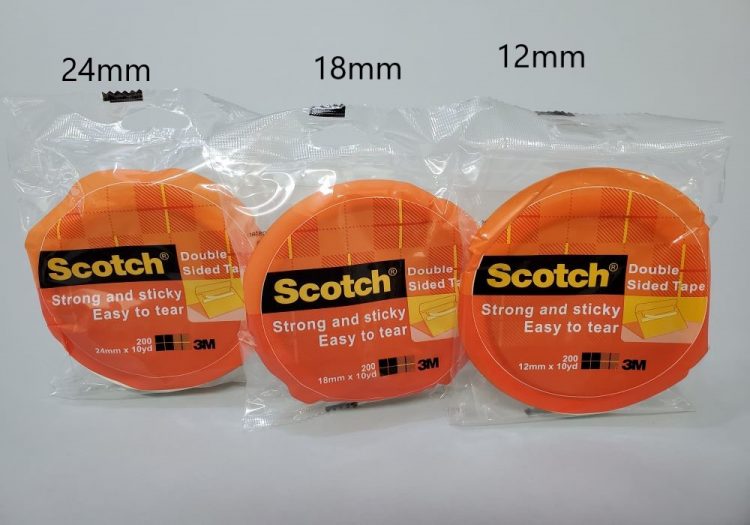 24mm
18mm
12mm
Scotch®
Double
Sided Ta
Strong and sticky
Easy to tear
200
24mm x 10yd
3M
Scotch®
Double
Sided Ta
Strong and sticky
Easy to tear
200
18mm x 10yd
3M
Scotch®
Double
Sided Tape
Strong and sticky
Easy to tear
200
12mm x 10yd
3M